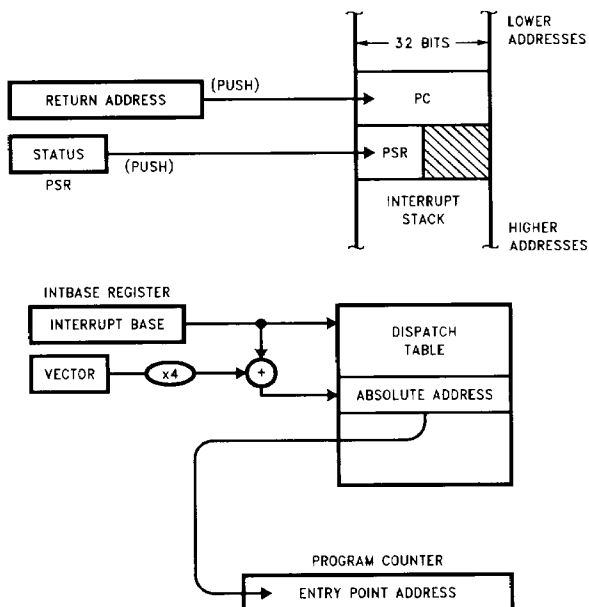 LOWER
ADDRESSES
32 BITS
(PUSH)
RETURN ADDRESS
PC
STATUS
PSR
(PUSH)
PSR
INTERRUPT
STACK
HIGHER
ADDRESSES
INTBASE REGISTER
INTERRUPT BASE
DISPATCH
TABLE
VECTOR
x4
+
ABSOLUTE ADDRESS
PROGRAM COUNTER
ENTRY POINT ADDRESS